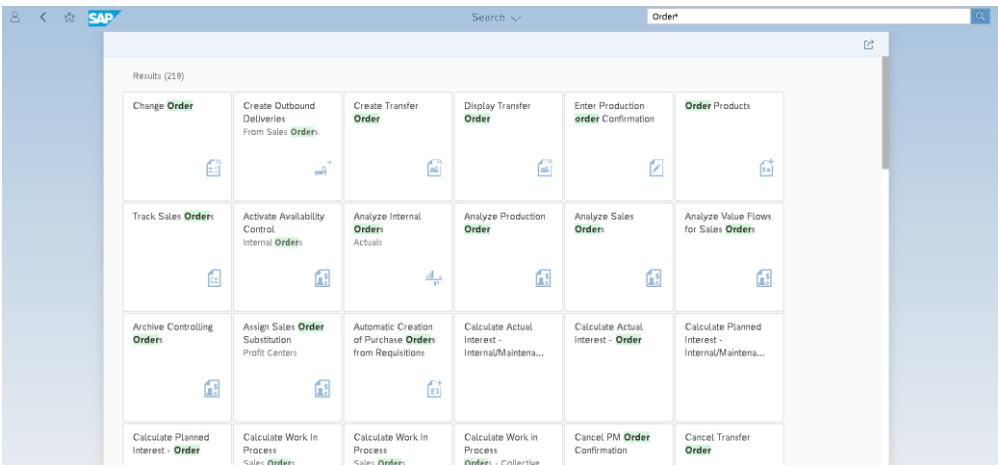 SAP
Search
Order*
Results (219)
Change Order
Create Outbound
Deliveries
From Sales Orders
Create Transfer
Order
Display Transfer
Order
Enter Production
order Confirmation
Order Products
Track Sales Orders
Activate Availability
Control
Internal Orders
Analyze Internal
Orders
Actuals
Analyze Production
Order
Analyze Sales
Orders
Analyze Value Flows
for Sales Orders
Archive Controlling
Orders
Assign Sales Order
Substitution
Profit Centers
Automatic Creation
of Purchase Orders
from Requisitions
Calculate Actual
Interest -
Internal/Maintena...
Calculate Actual
Interest - Order
Calculate Planned
Interest -
Internal/Maintena...
Calculate Planned
Interest - Order
Calculate Work In
Process
Sales Orders
Calculate Work In
Process
Sales Orders
Calculate Work in
Process
Orders - Collective
Cancel PM Order
Confirmation
Cancel Transfer
Order